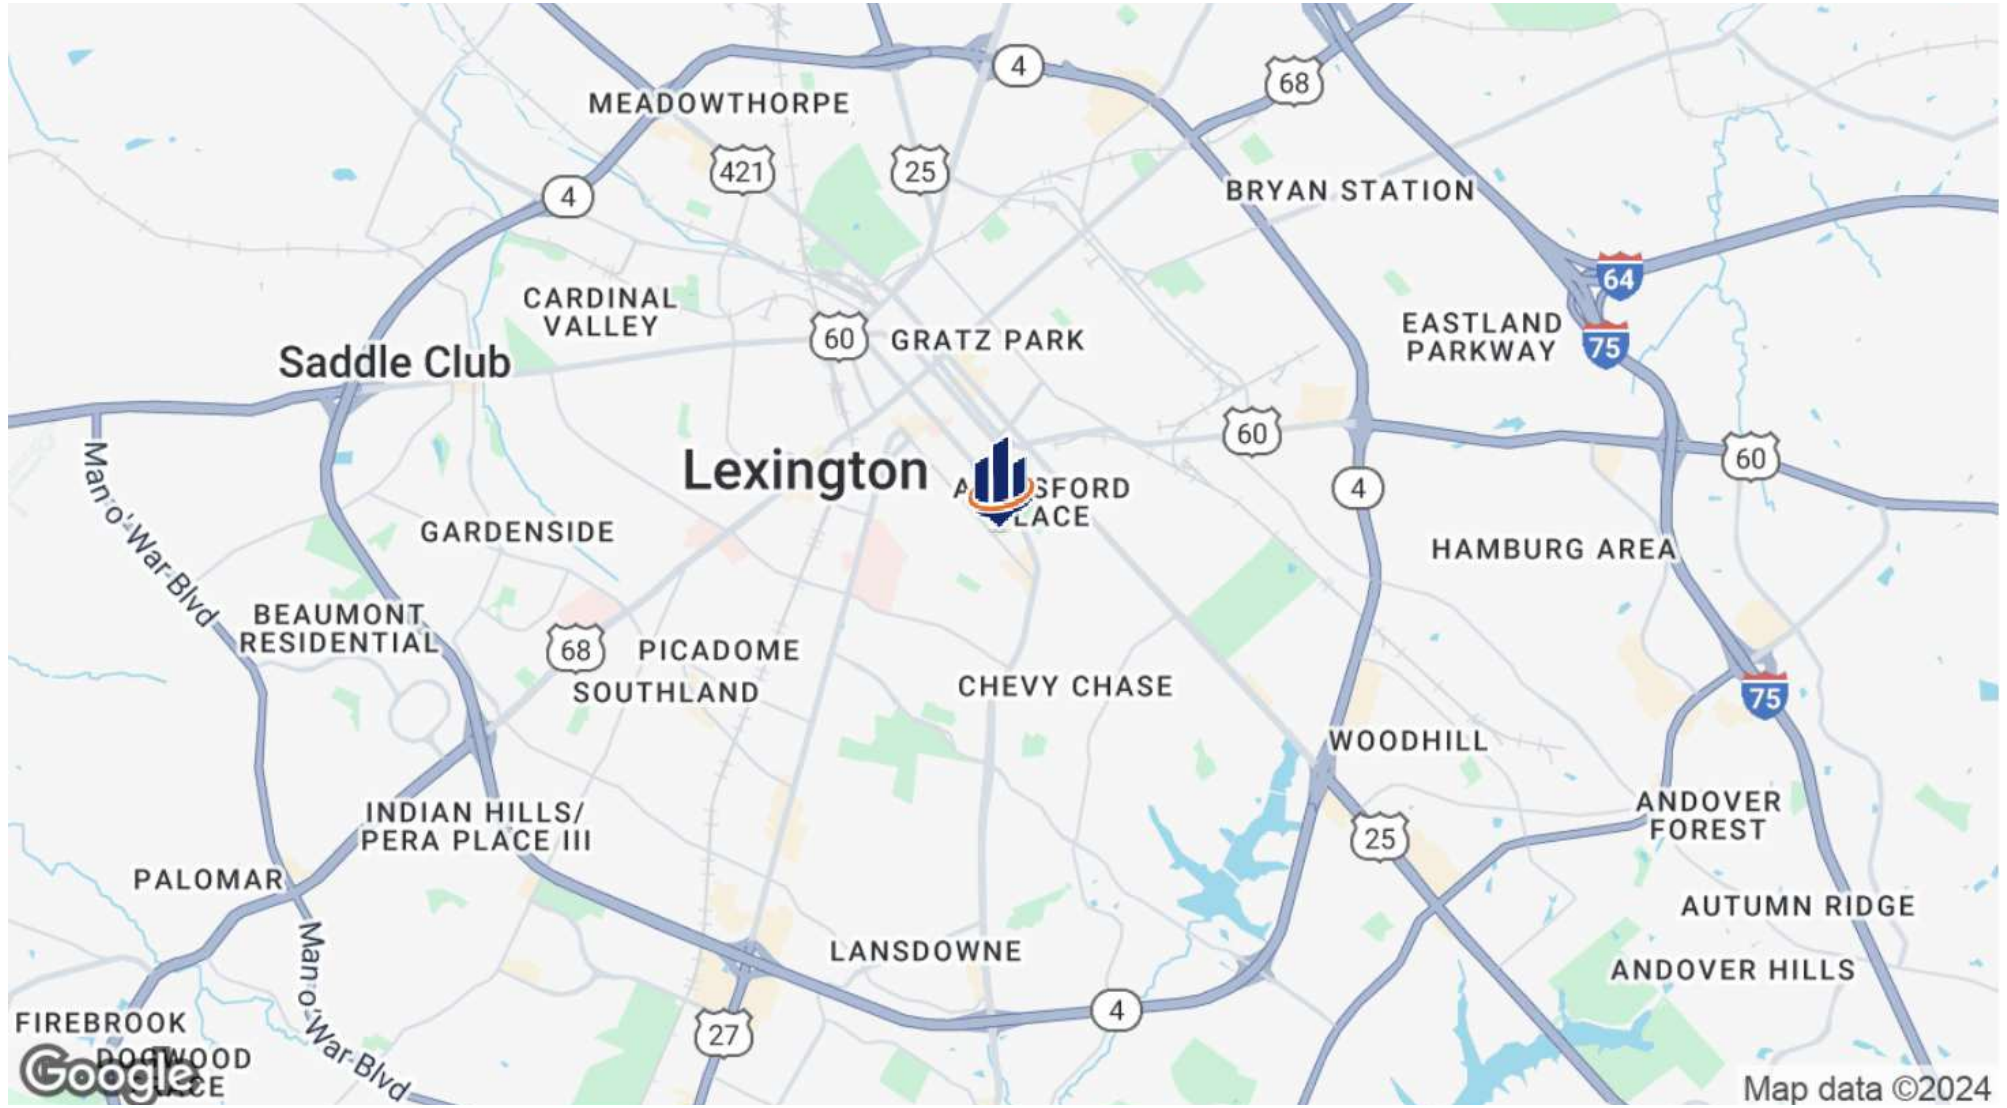 4
68
MEADOWTHORPE
421
25
BRYAN STATION
4
64
CARDINAL
VALLEY
60
GRATZ PARK
EASTLAND
PARKWAY
75
Saddle Club
60
60
Lexington
SFORD
LACE
4
Man o' War Blvd
GARDENSIDE
HAMBURG AREA
BEAUMONT
RESIDENTIAL
68
PICADOME
SOUTHLAND
CHEVY CHASE
75
WOODHILL
INDIAN HILLS/
PERA PLACE III
25
ANDOVER
FOREST
PALOMAR
AUTUMN RIDGE
LANSDOWNE
ANDOVER HILLS
4
FIREBROOK
Man o' War Blvd
27
DOGWOOD
Google
Map data ©2024